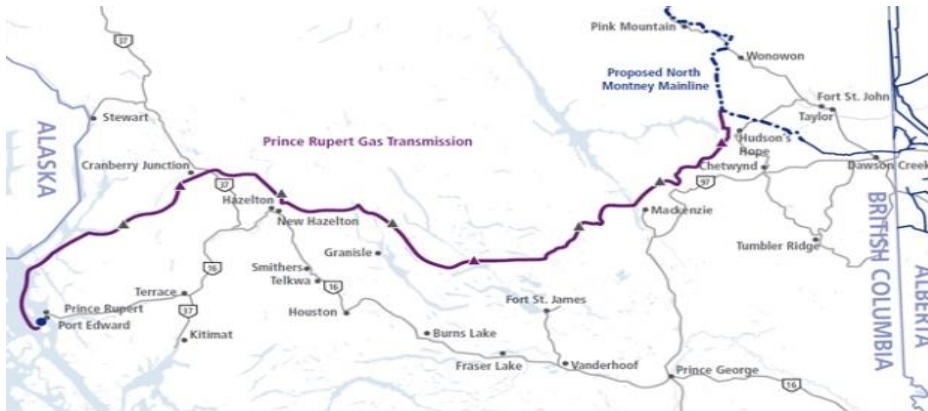 37
Pink Mountain
Wonowon
Proposed North
Montney Mainline
Fort St. John
Taylor
Stewart
ALASKA
Prince Rupert Gas Transmission
Hudson's
Hope
Cranberry Junction
Chetwynd
Dawson Creek
37
97
Hazelton
New Hazelton
Mackenzie
BRITISH COLUMBIA
ALBERTA
Granisle
Tumbler Ridge
Smithers
Telkwa
16
16
Terrace
Fort St. James
Prince Rupert
Port Edward
37
Houston
Kitimat
Burns Lake
Fraser Lake
Vanderhoof
Prince George
16